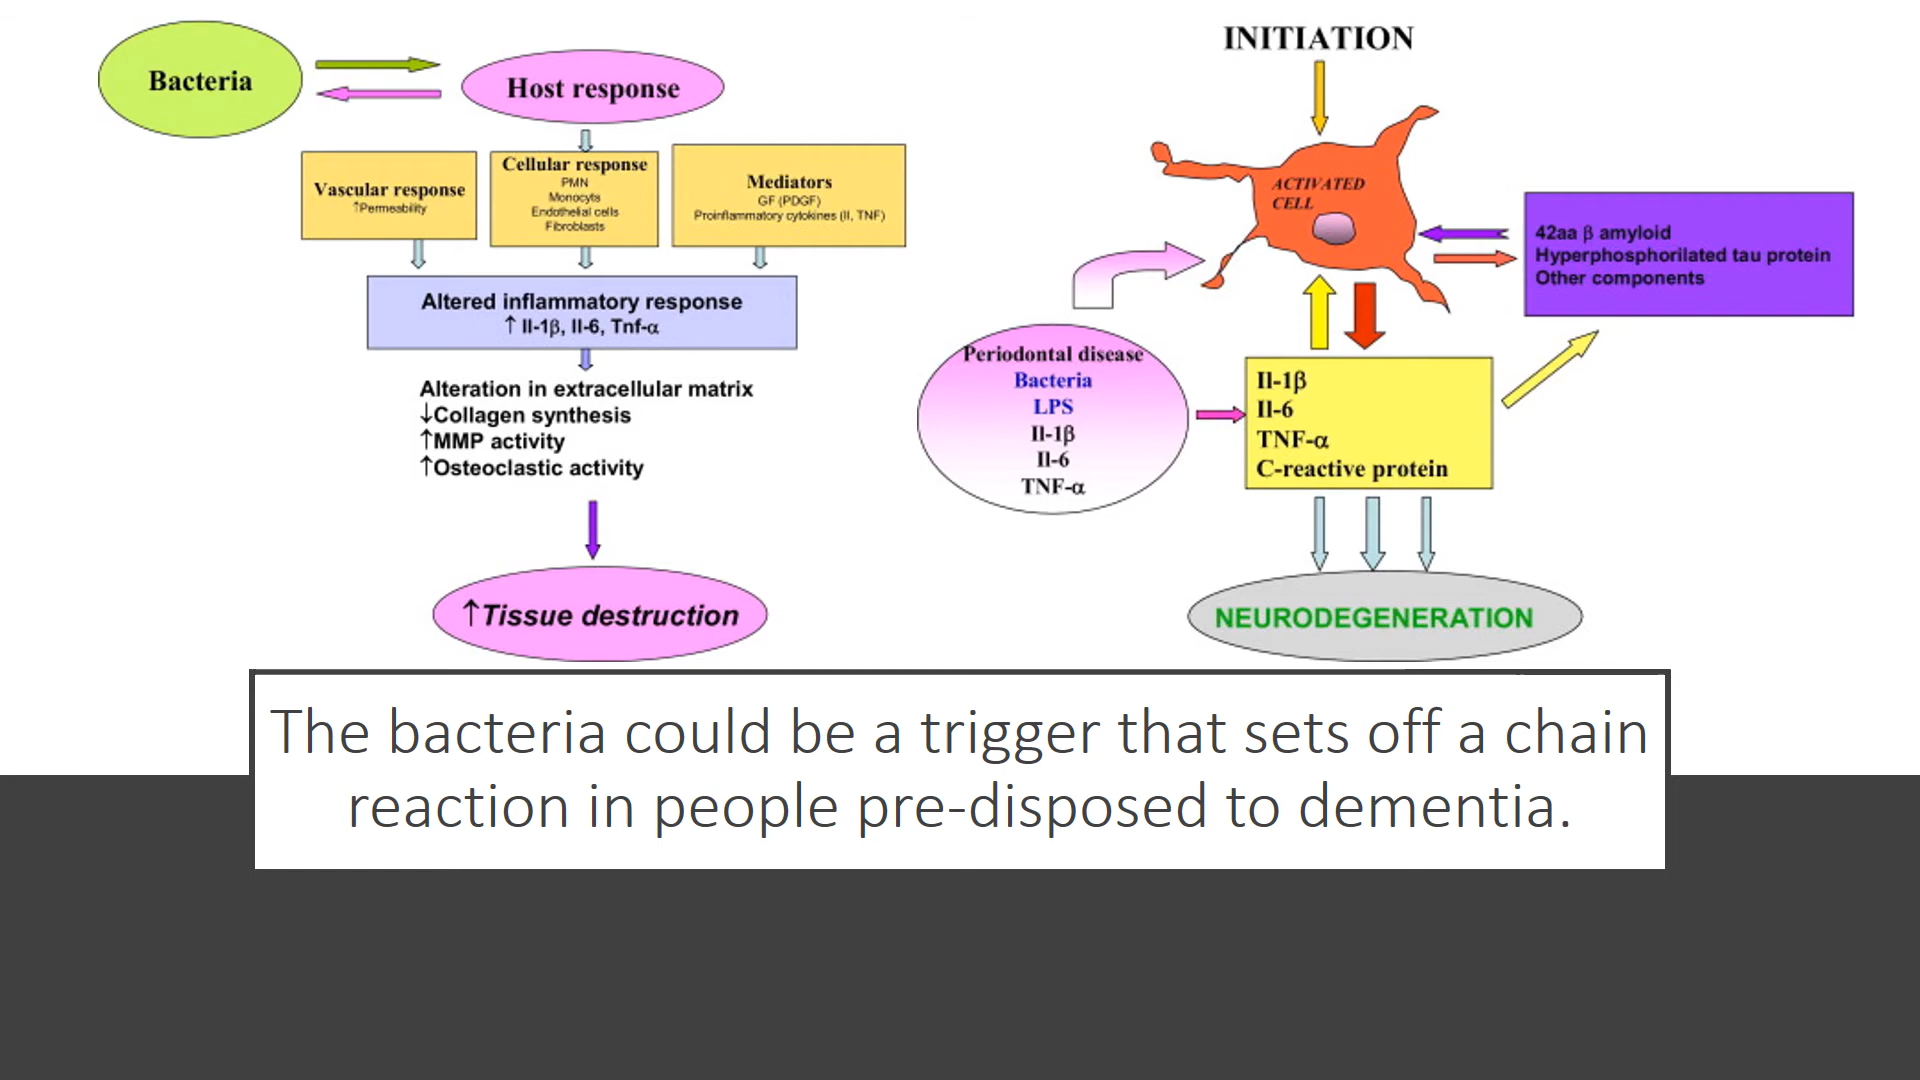 Bacteria
Host response
Vascular response
↑Permeability
Cellular response
PMN
Monocyts
Endothelial cells
Fibroblasts
Mediators
GF (PDGF)
Proinflammatory cytokines (II, TNF)
Altered inflammatory response
↑ Il-1β, Il-6, Tnf-α
Alteration in extracellular matrix
↓Collagen synthesis
↑MMP activity
↑Osteoclastic activity
↑Tissue destruction
INITIATION
ACTIVATED
CELL
42aa β amyloid
Hyperphosphorilated tau protein
Other components
Periodontal disease
Bacteria
LPS
Il-1β
Il-6
TNF-α
Il-1β
Il-6
TNF-α
C-reactive protein
NEURODEGENERATION
The bacteria could be a trigger that sets off a chain
reaction in people pre-disposed to dementia.